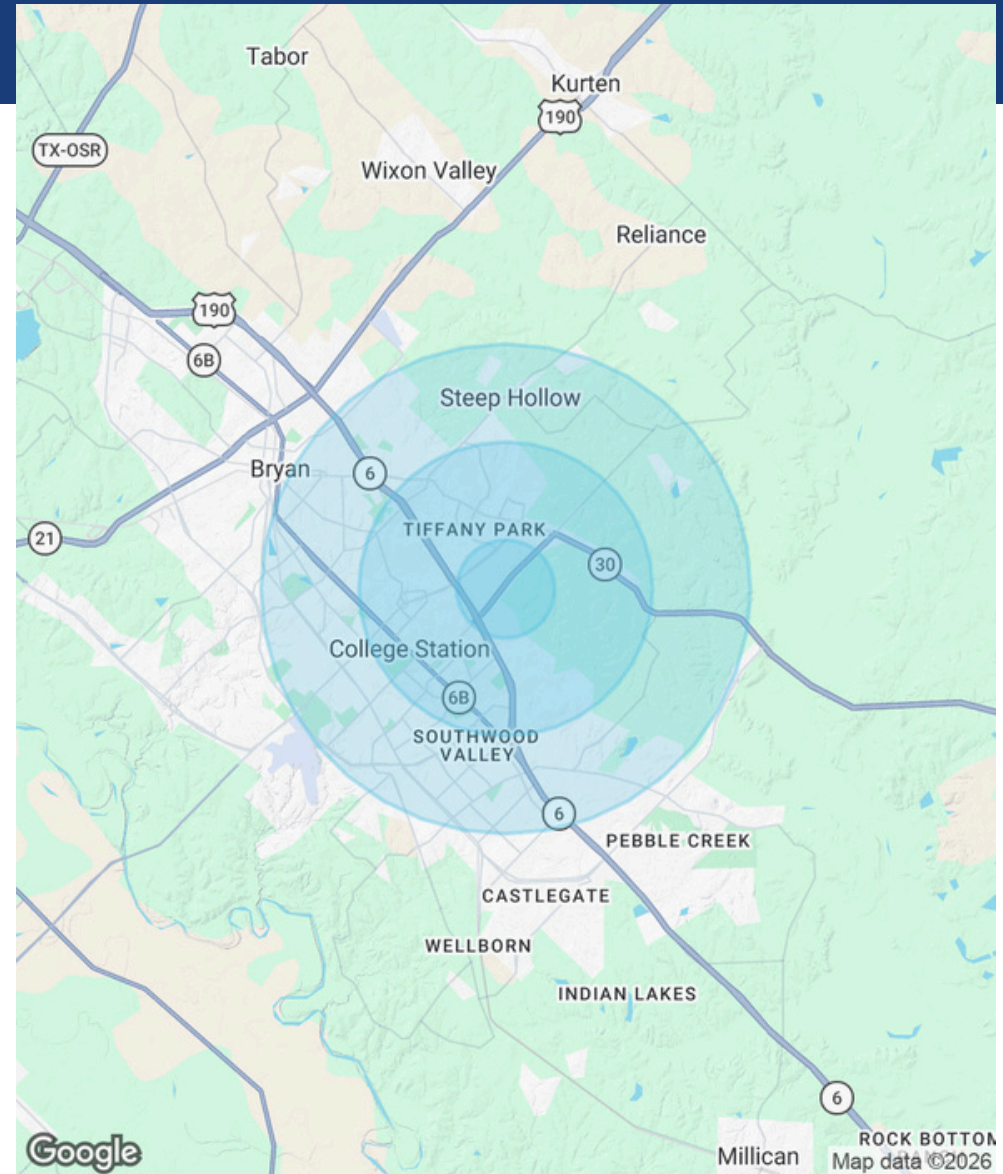 Tabor
Kurten
190
TX-OSR
Wixon Valley
Reliance
190
6B
Steep Hollow
Bryan
6
TIFFANY PARK
21
30
College Station
6B
SOUTHWOOD
VALLEY
6
PEBBLE CREEK
CASTLEGATE
WELLBORN
INDIAN LAKES
6
ROCK BOTTOM
Google
Millican
Map data ©2026